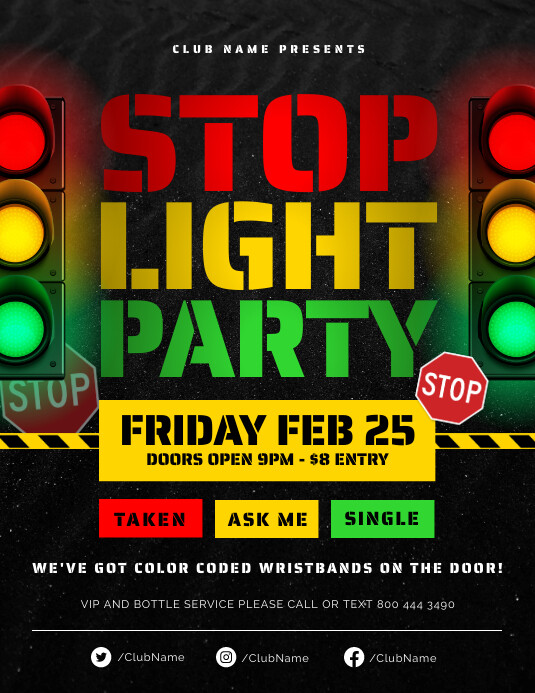 CLUB NAME PRESENTS
STOP
LIGHT
PARTY
STOP
STOP
FRIDAY FEB 25
DOORS OPEN 9PM - $8 ENTRY
TAKEN
ASK ME
SINGLE
WE'VE GOT COLOR CODED WRISTBANDS ON THE DOOR!
VIP AND BOTTLE SERVICE PLEASE CALL OR TEXT 800 444 3490
/ClubName
/ClubName
/ClubName